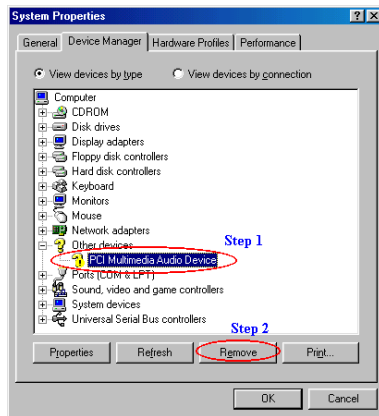 System Properties
General Device Manager Hardware Profiles Performance
View devices by type View devices by connection
Computer
CDROM
Disk drives
Display adapters
Floppy disk controllers
Hard disk controllers
Keyboard
Monitors
Mouse
Network adapters
Other devices
Step 1
PCI Multimedia Audio Device
Ports (COM & LPT)
Sound, video and game controllers
System devices
Universal Serial Bus controllers
Step 2
Properties Refresh Remove Print...
OK Cancel